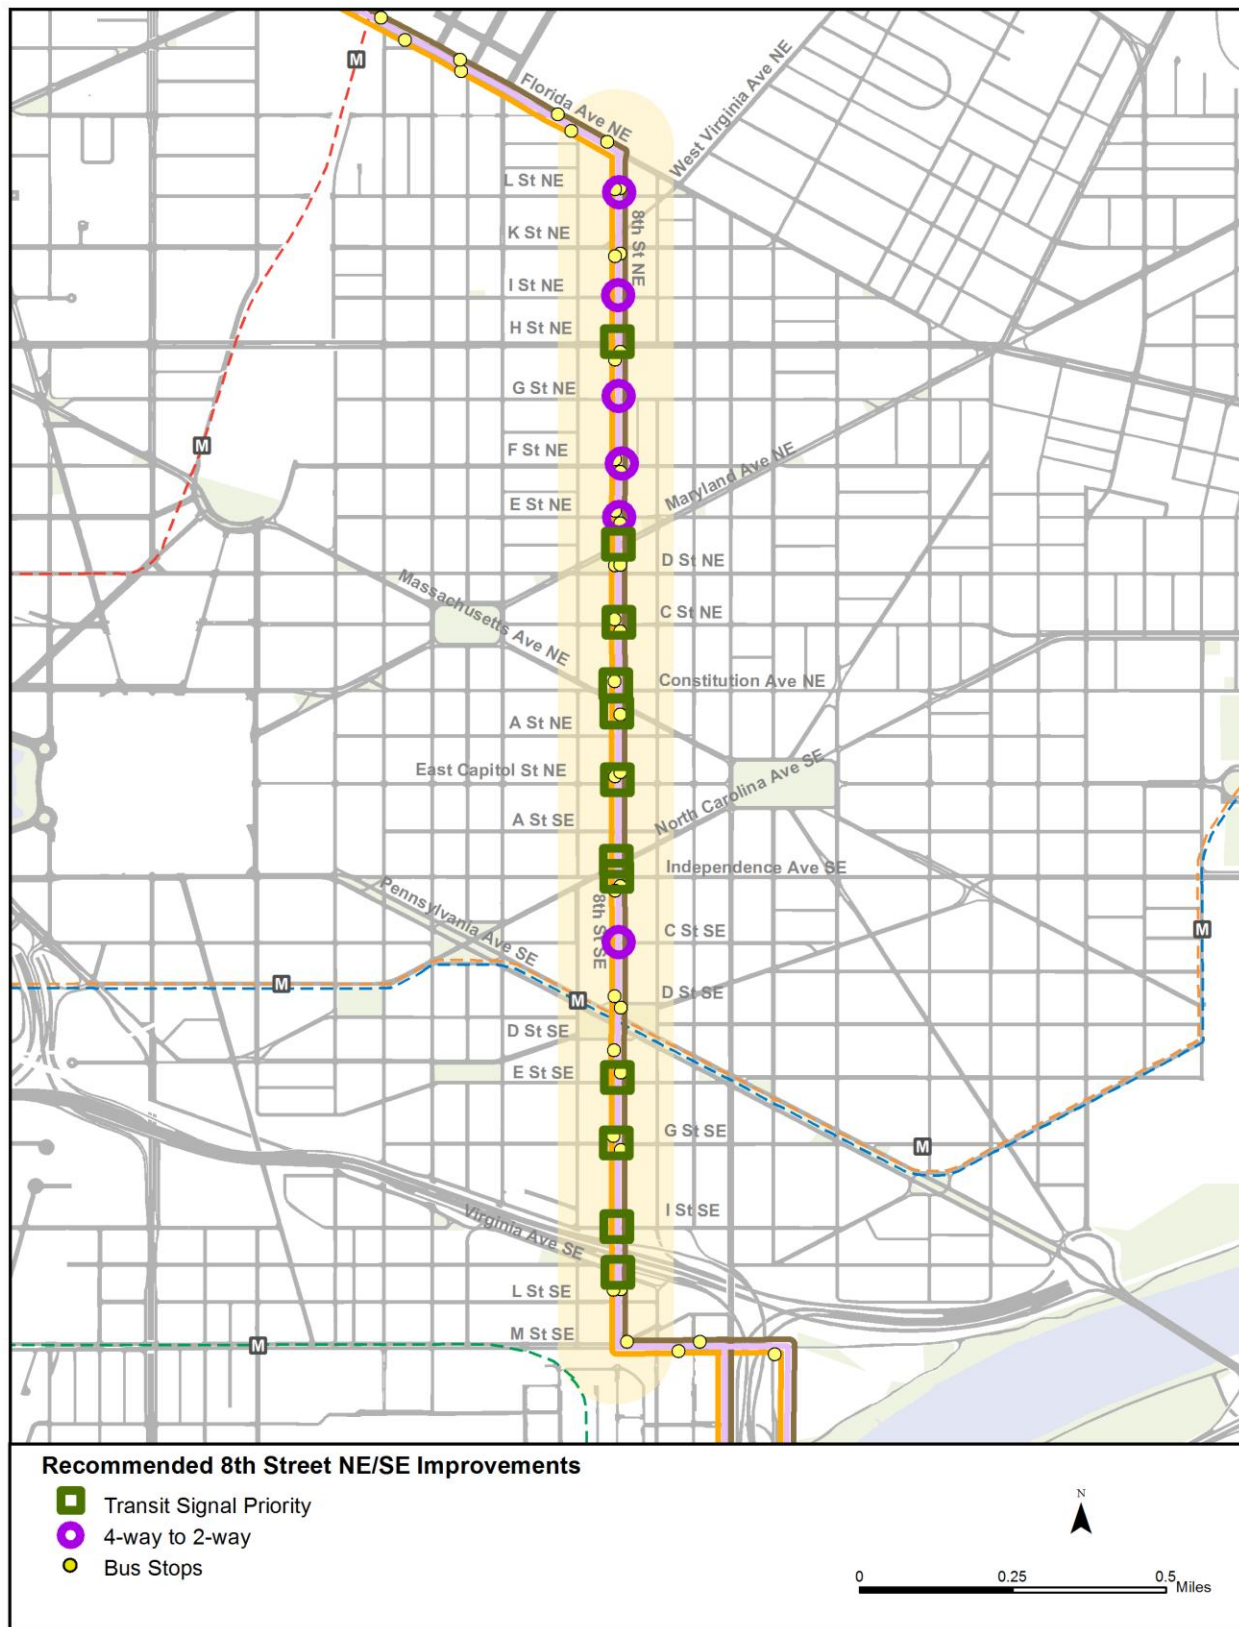 M
Florida Ave NE
West Virginia Ave NE
L St NE
8th St NE
K St NE
I St NE
H St NE
G St NE
M
F St NE
Maryland Ave NE
E St NE
D St NE
Massachusetts Ave NE
C St NE
Constitution Ave NE
A St NE
East Capitol St NE
North Carolina Ave SE
A St SE
Independence Ave SE
Pennsylvania Ave SE
8th St SE
C St SE
M
M
D St SE
M
D St SE
E St SE
G St SE
M
I St SE
Virginia Ave SE
L St SE
M St SE
M
Recommended 8th Street NE/SE Improvements
Transit Signal Priority
4-way to 2-way
Bus Stops
N
0 0.25 0.5
Miles